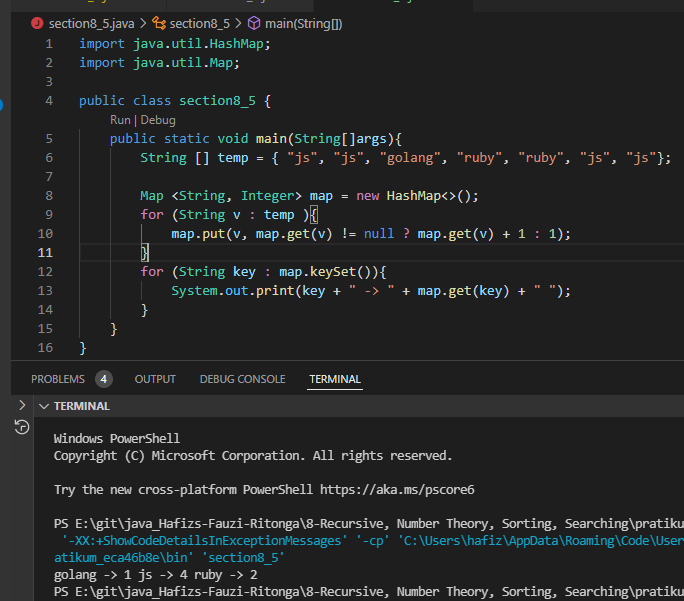 section8_5.java > section8_5 > main(String[])
1 import java.util.HashMap;
2 import java.util.Map;
3
4 public class section8_5 {
Run | Debug
5 public static void main(String[]args){
6 String [] temp = { "js", "js", "golang", "ruby", "ruby", "js", "js"};
7
8 Map <String, Integer> map = new HashMap<>();
9 for (String v : temp ){
10 map.put(v, map.get(v) != null ? map.get(v) + 1 : 1);
11 }
12 for (String key : map.keySet()){
13 System.out.print(key + " -> " + map.get(key) + " ");
14 }
15 }
16 }
PROBLEMS 4 OUTPUT DEBUG CONSOLE TERMINAL
TERMINAL
Windows PowerShell
Copyright (C) Microsoft Corporation. All rights reserved.
Try the new cross-platform PowerShell https://aka.ms/pscore6
PS E:\git\java_Hafizs-Fauzi-Ritonga\8-Recursive, Number Theory, Sorting, Searching\pratiku
'-XX:+ShowCodeDetailsInExceptionMessages' '-cp' 'C:\Users\hafiz\AppData\Roaming\Code\User
atikum_eca46b8e\bin' 'section8_5'
golang -> 1 js -> 4 ruby -> 2
PS E:\git\java_Hafizs-Fauzi-Ritonga\8-Recursive, Number Theory, Sorting, Searching\pratiku